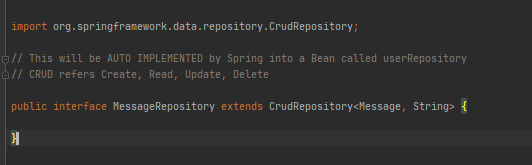 import org.springframework.data.repository.CrudRepository;
// This will be AUTO IMPLEMENTED by Spring into a Bean called userRepository
// CRUD refers Create, Read, Update, Delete
public interface MessageRepository extends CrudRepository<Message, String> {
}